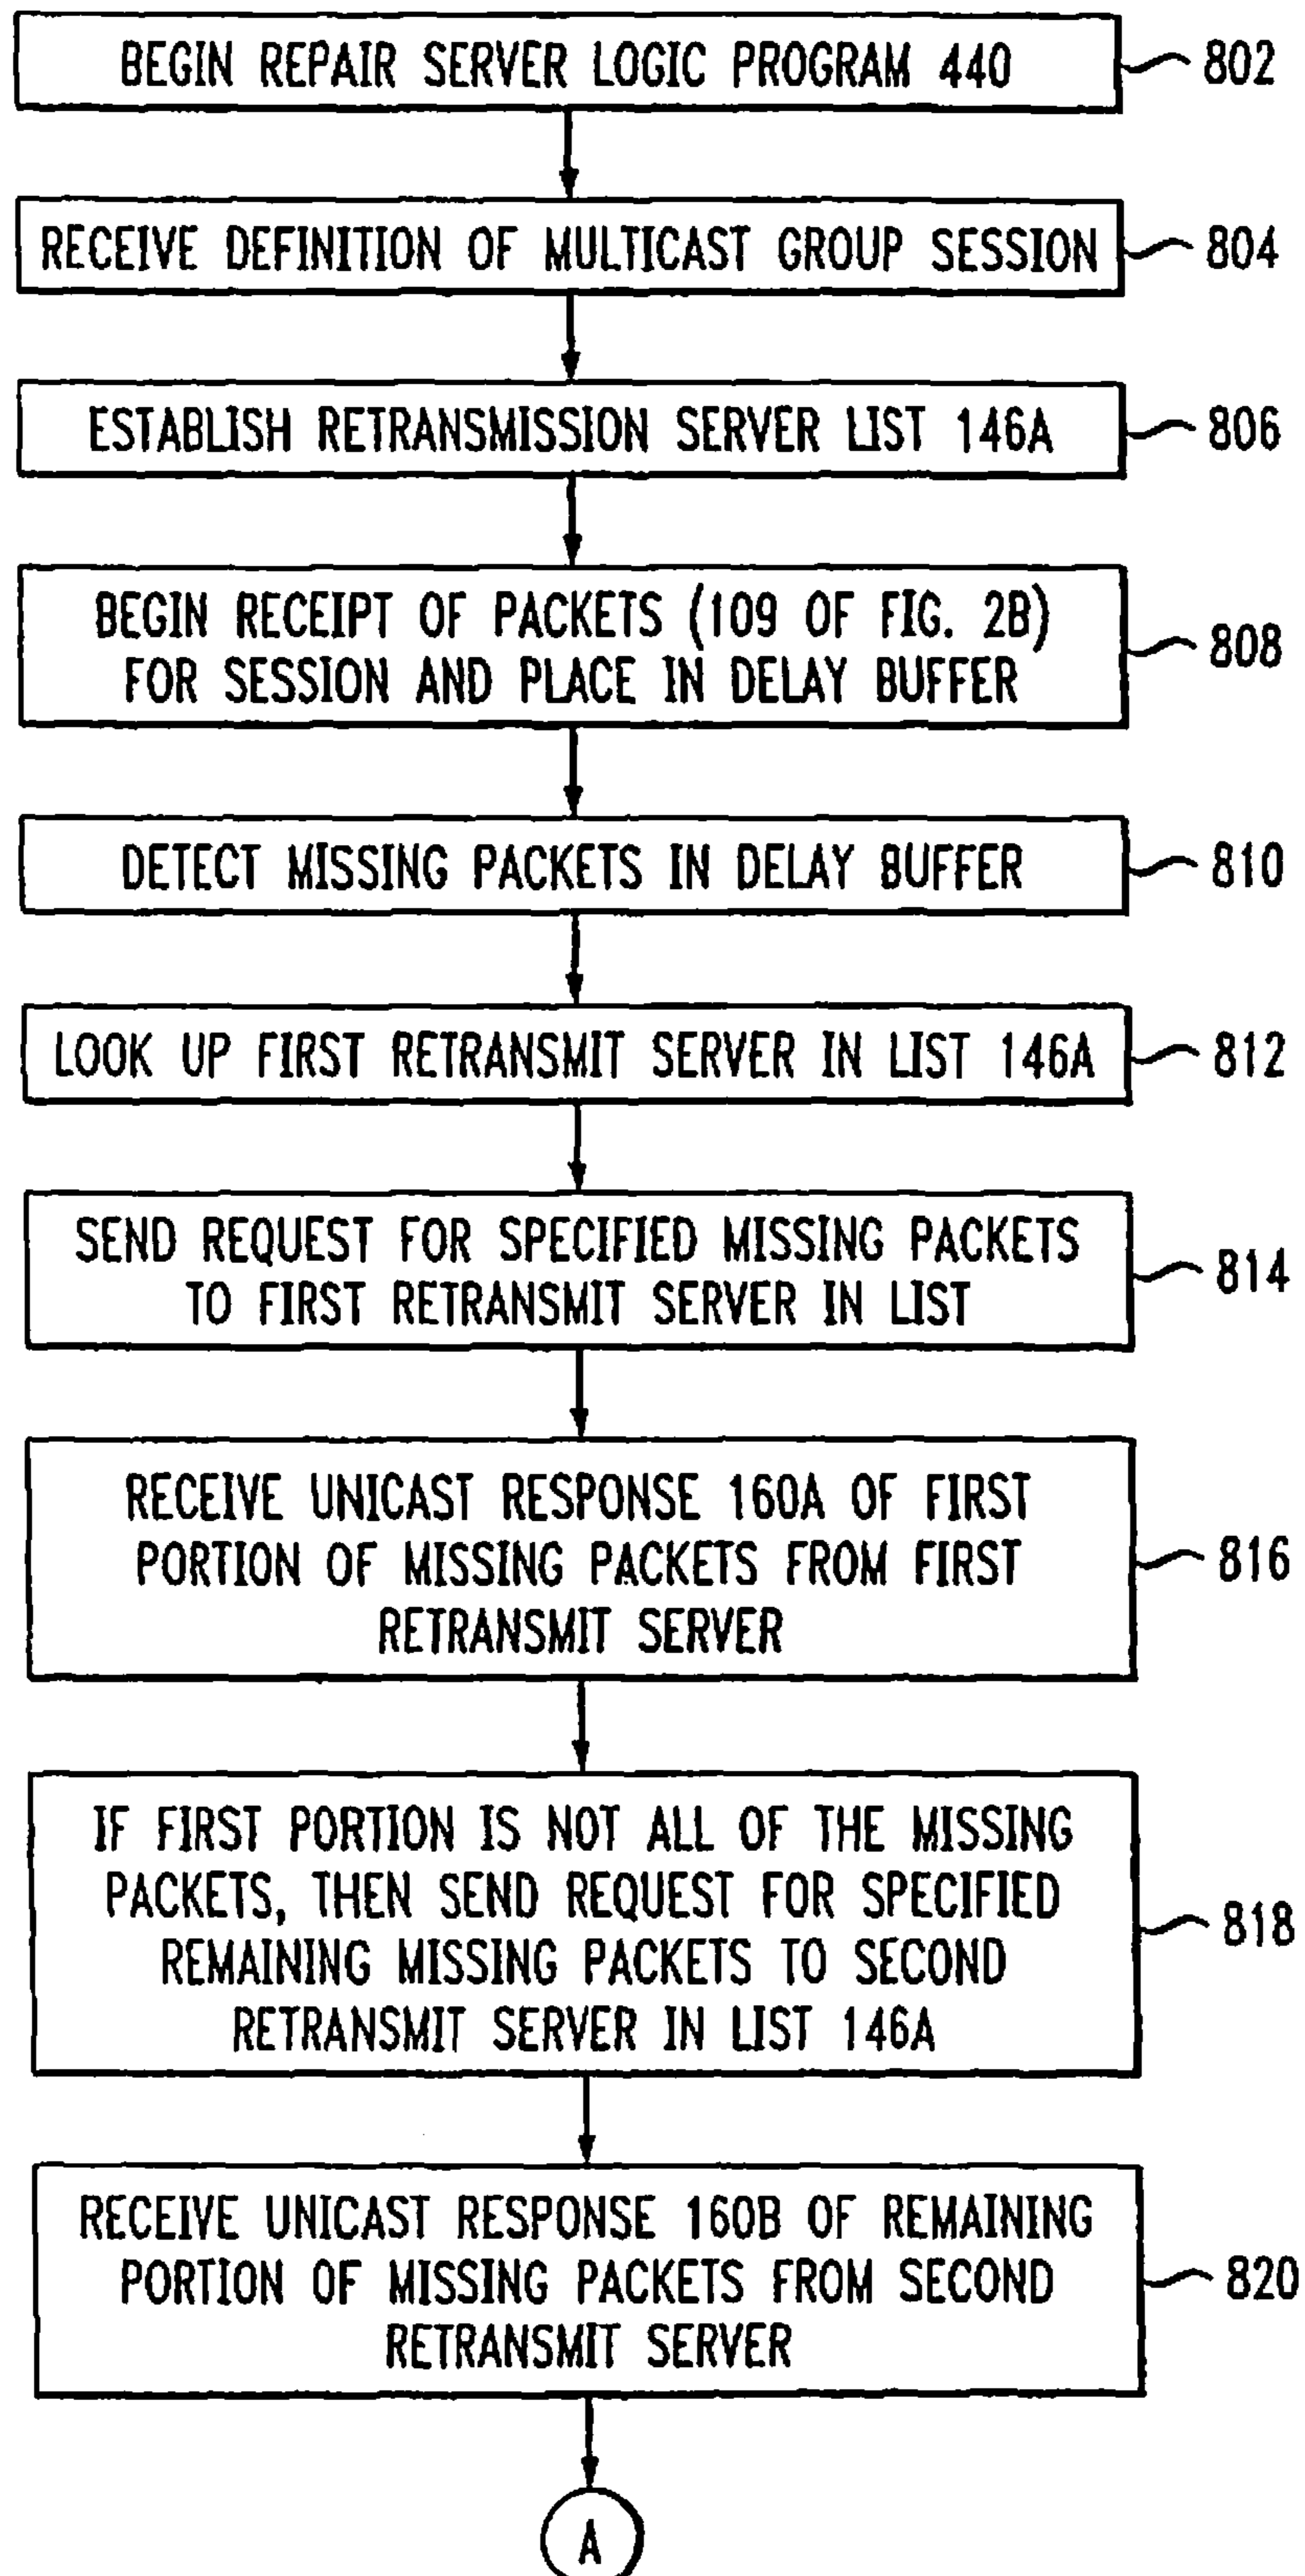 BEGIN REPAIR SERVER LOGIC PROGRAM 440
802
RECEIVE DEFINITION OF MULTICAST GROUP SESSION
804
ESTABLISH RETRANSMISSION SERVER LIST 146A
806
BEGIN RECEIPT OF PACKETS (109 OF FIG. 2B)
FOR SESSION AND PLACE IN DELAY BUFFER
808
DETECT MISSING PACKETS IN DELAY BUFFER
810
LOOK UP FIRST RETRANSMIT SERVER IN LIST 146A
812
SEND REQUEST FOR SPECIFIED MISSING PACKETS
TO FIRST RETRANSMIT SERVER IN LIST
814
RECEIVE UNICAST RESPONSE 160A OF FIRST
PORTION OF MISSING PACKETS FROM FIRST
RETRANSMIT SERVER
816
IF FIRST PORTION IS NOT ALL OF THE MISSING
PACKETS, THEN SEND REQUEST FOR SPECIFIED
REMAINING MISSING PACKETS TO SECOND
RETRANSMIT SERVER IN LIST 146A
818
RECEIVE UNICAST RESPONSE 160B OF REMAINING
PORTION OF MISSING PACKETS FROM SECOND
RETRANSMIT SERVER
820
A